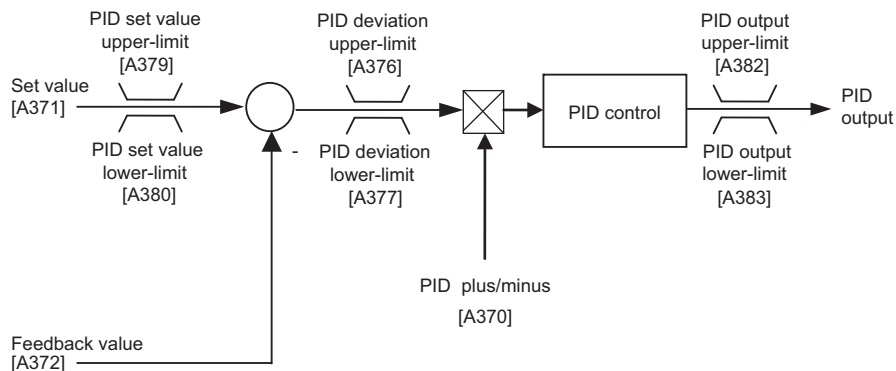 PID set value
upper-limit
[A379]
PID deviation
upper-limit
[A376]
PID output
upper-limit
[A382]
Set value
[A371]
PID control
PID
output
PID set value
lower-limit
[A380]
-
PID deviation
lower-limit
[A377]
PID output
lower-limit
[A383]
PID plus/minus
[A370]
Feedback value
[A372]